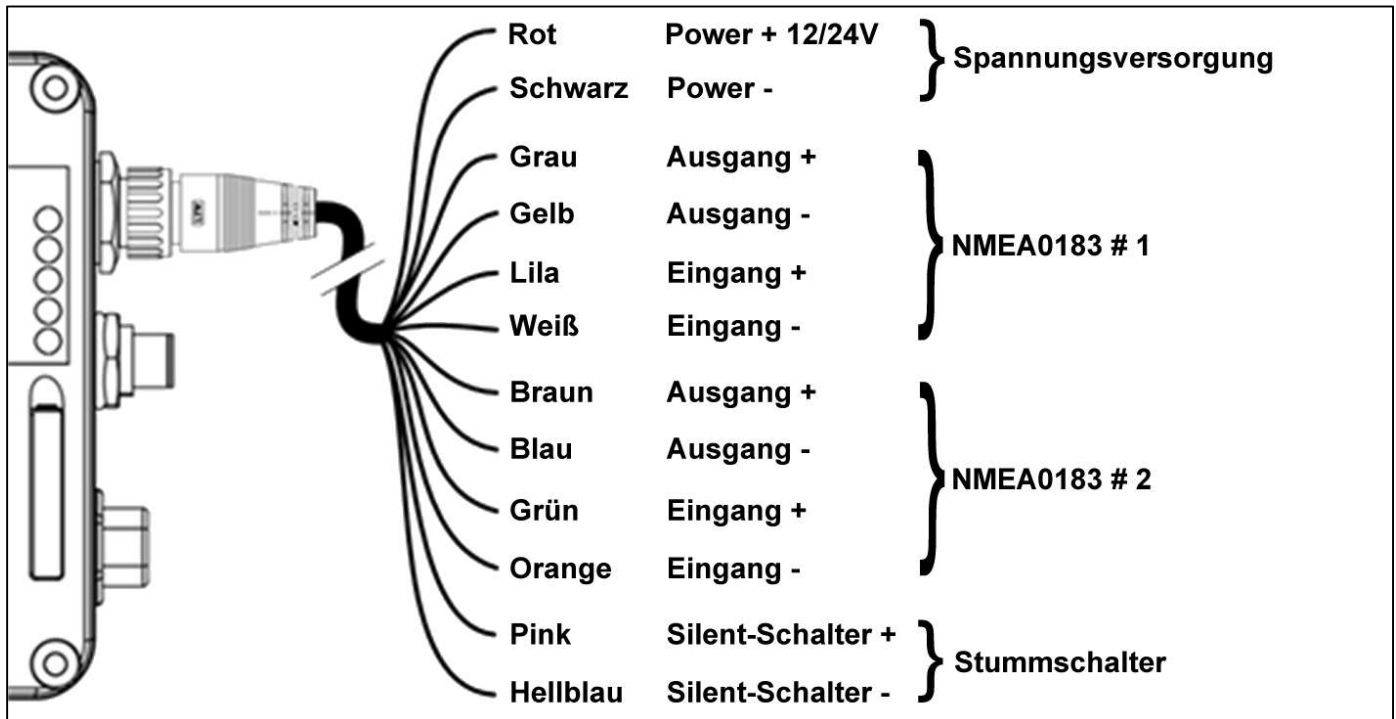 Rot Power + 12/24V
Schwarz Power - Spannungsversorgung
Grau Ausgang +
Gelb Ausgang -
Lila Eingang + NMEA0183 # 1
Weiß Eingang -
Braun Ausgang +
Blau Ausgang -
Grün Eingang + NMEA0183 # 2
Orange Eingang -
Pink Silent-Schalter +
Hellblau Silent-Schalter - Stummschalter